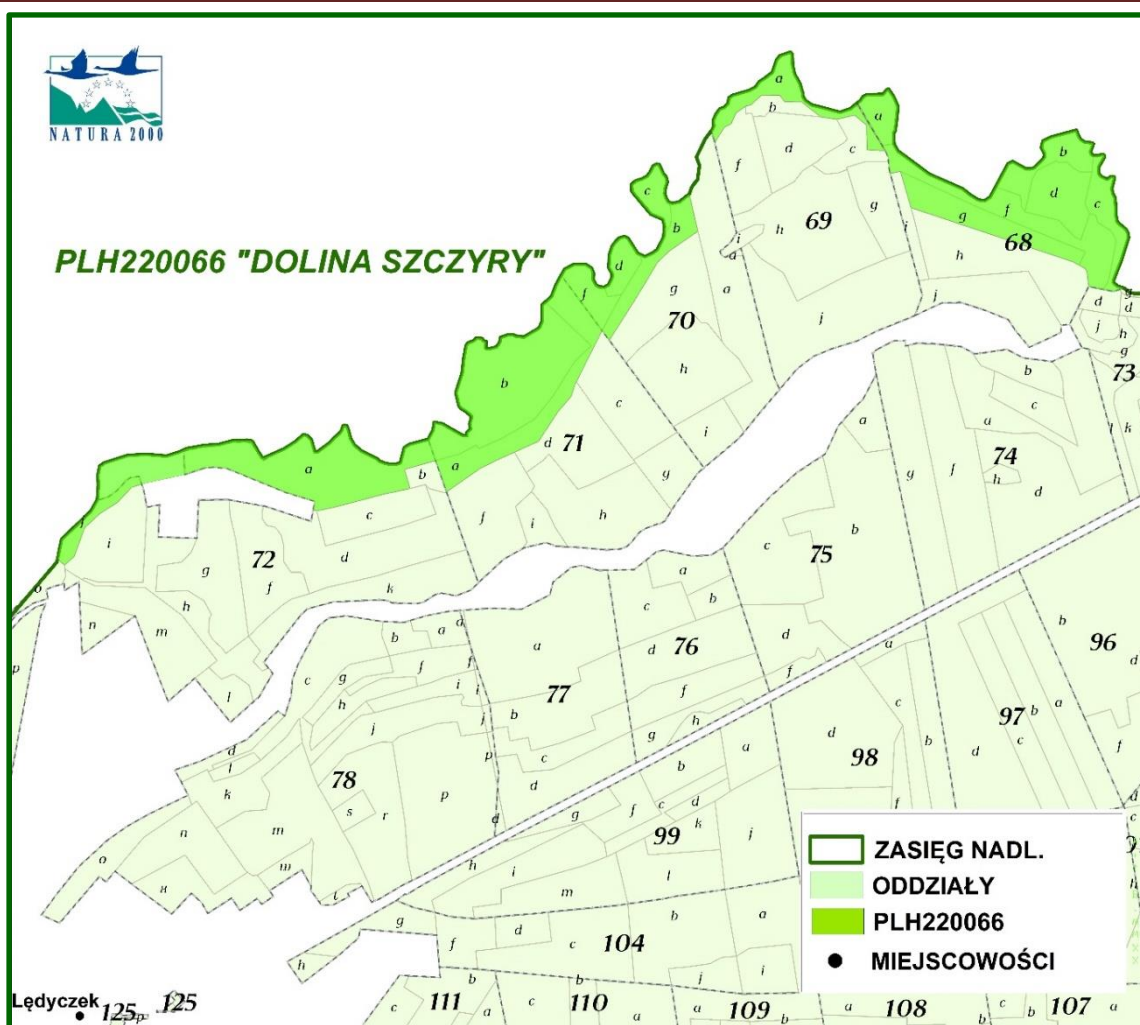 NATURA 2000
PLH220066 "DOLINA SZCZYRY"
a
b
a
f
d
c
b
d
c
c
g
f
g
69
i
h
68
b
i
h
d
a
f
g
a
j
j
70
g
d
d
j
h
g
73
b
h
b
c
c
a
k
i
a
74
d
71
g
f
h
d
a
b
a
g
c
f
i
h
c
b
75
i
d
72
g
f
k
h
a
c
b
n
m
b
a
d
a
d
76
d
a
b
96
p
c
g
f
f
f
d
l
h
i
i
77
f
h
c
97
b
a
j
j
b
g
a
d
98
b
d
c
d
p
c
b
f
l
78
p
d
k
s
r
g
f
c
d
k
f
d
c
n
m
99
j
h
i
l
o
m
m
l
g
d
b
a
f
c
104
h
b
b
j
i
Lędyczek
125
125
c
111
a
c
110
a
a
109
b
a
108
b
c
b
107
a
ZASIĘG NADL.
ODDZIAŁY
PLH220066
MIEJSCOWOŚCI